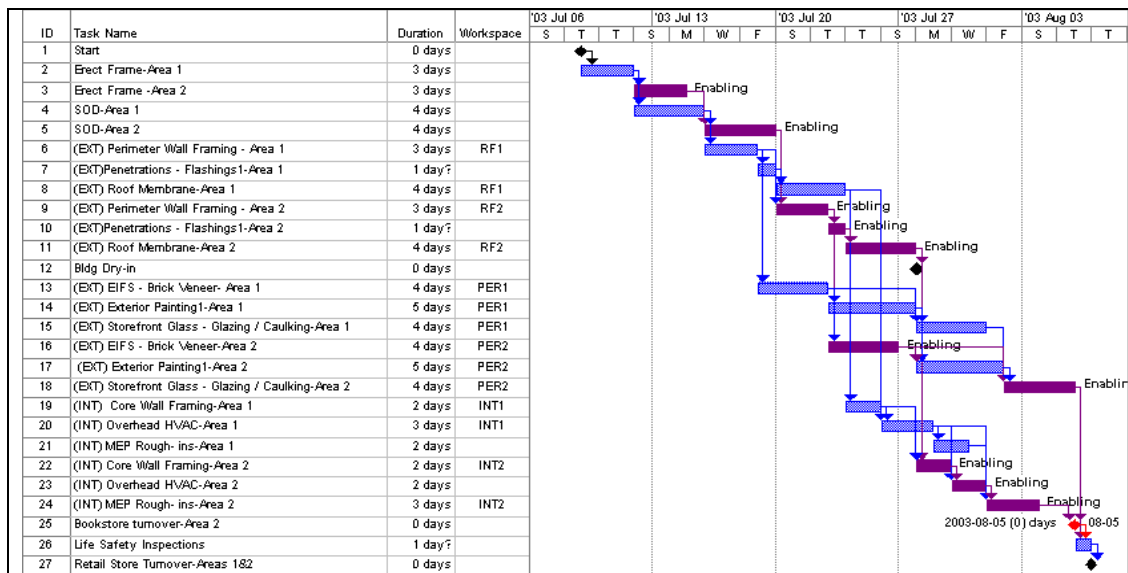 '03 Jul 06 '03 Jul 13 '03 Jul 20 '03 Jul 27 '03 Aug 03
ID Task Name Duration Workspace S T T S M W F S T T S M W F S T T
1 Start 0 days
2 Erect Frame-Area 1 3 days
3 Erect Frame -Area 2 3 days Enabling
4 SOD-Area 1 4 days
5 SOD-Area 2 4 days Enabling
6 (EXT) Perimeter Wall Framing - Area 1 3 days RF1
7 (EXT)Penetrations - Flashings1-Area 1 1 day?
8 (EXT) Roof Membrane-Area 1 4 days RF1
9 (EXT) Perimeter Wall Framing - Area 2 3 days RF2 Enabling
10 (EXT)Penetrations - Flashings1-Area 2 1 day? Enabling
11 (EXT) Roof Membrane-Area 2 4 days RF2 Enabling
12 Bldg Dry-in 0 days
13 (EXT) EIFS - Brick Veneer- Area 1 4 days PER1
14 (EXT) Exterior Painting1-Area 1 5 days PER1
15 (EXT) Storefront Glass - Glazing / Caulking-Area 1 4 days PER1
16 (EXT) EIFS - Brick Veneer-Area 2 4 days PER2 Enabling
17 (EXT) Exterior Painting1-Area 2 5 days PER2
18 (EXT) Storefront Glass - Glazing / Caulking-Area 2 4 days PER2 Enablin
19 (INT) Core Wall Framing-Area 1 2 days INT1
20 (INT) Overhead HVAC-Area 1 3 days INT1
21 (INT) MEP Rough- ins-Area 1 2 days
22 (INT) Core Wall Framing-Area 2 2 days INT2 Enabling
23 (INT) Overhead HVAC-Area 2 2 days Enabling
24 (INT) MEP Rough- ins-Area 2 3 days INT2 Enabling
25 Bookstore turnover-Area 2 0 days 2003-08-05 (0) days 08-05
26 Life Safety Inspections 1 day?
27 Retail Store Turnover-Areas 1&2 0 days